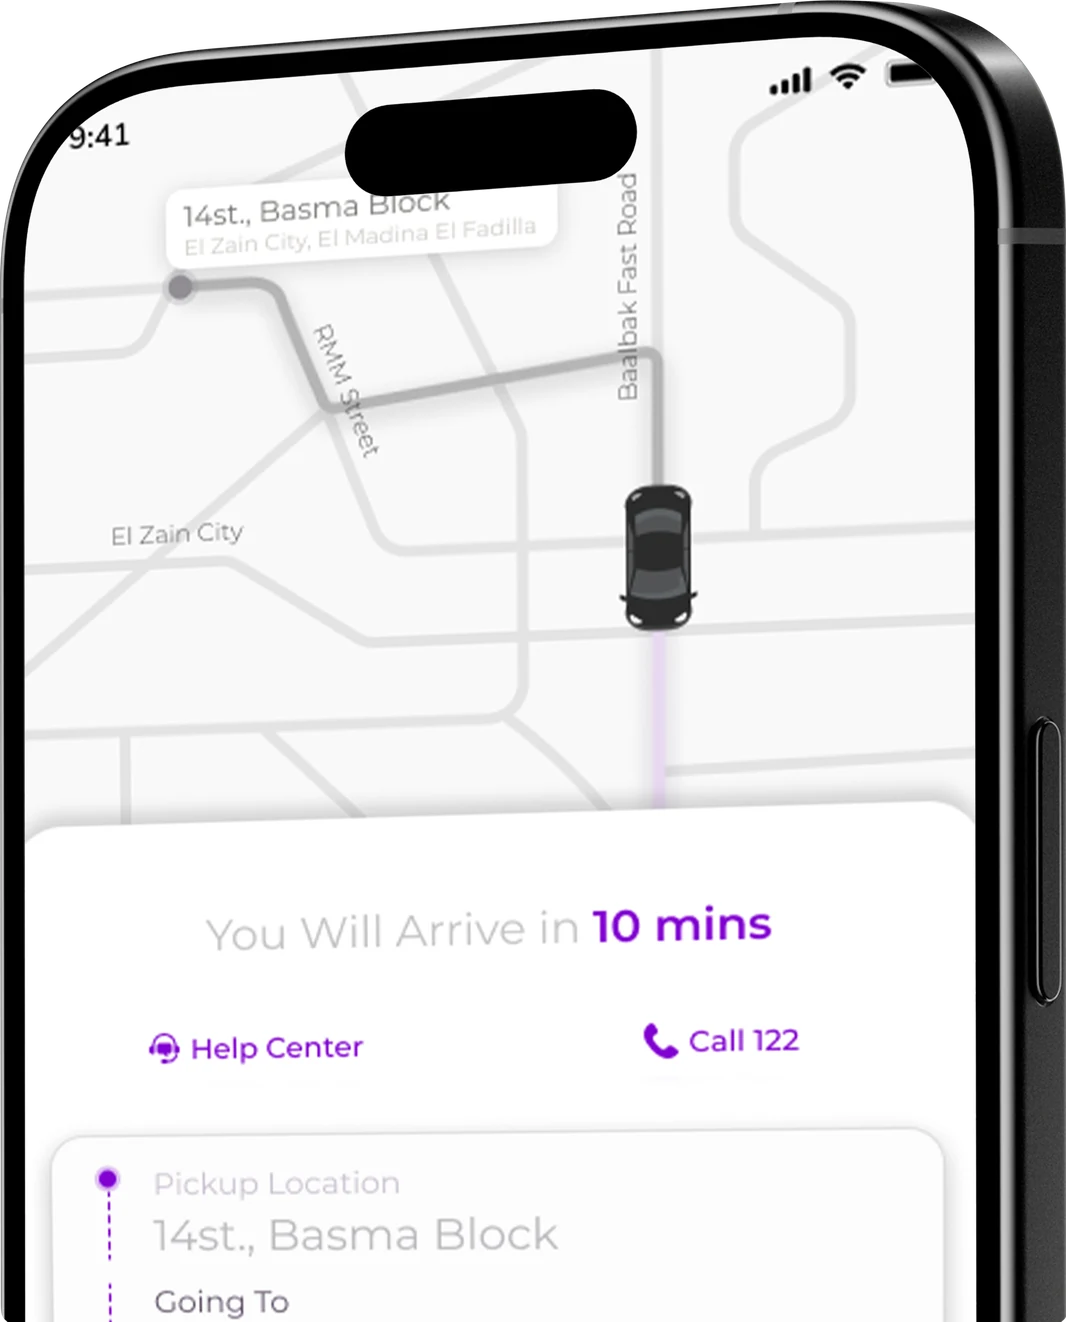 9:41
14st., Basma Block
El Zain City, El Madina El Fadilla
Baalbak Fast Road
RMM Street
El Zain City
You Will Arrive in 10 mins
Help Center
Call 122
Pickup Location
14st., Basma Block
Going To